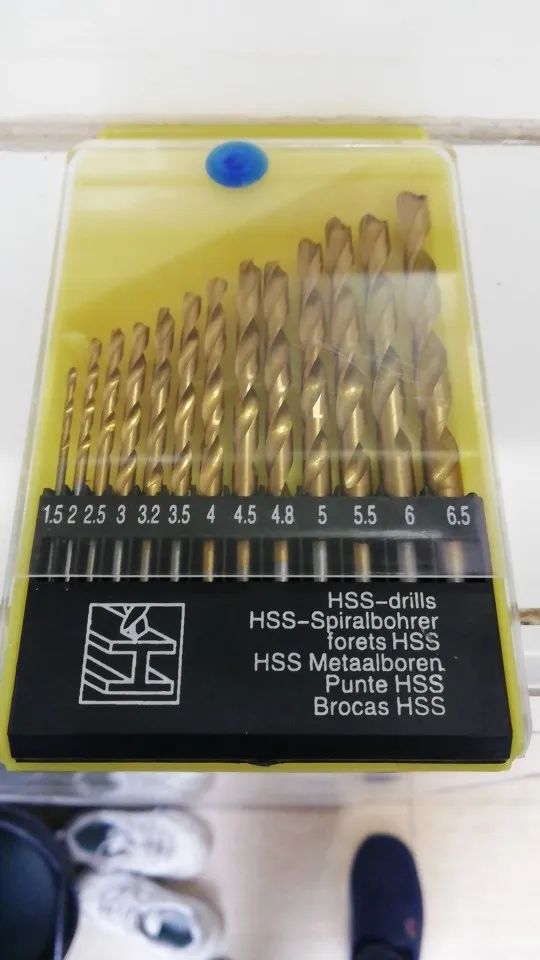 1.5 2 2.5 3 3.2 3.5 4 4.5 4.8 5 5.5 6 6.5
HSS-drills
HSS-Spiralbohrer
forets HSS
HSS Metaalboren
Punte HSS
Brocas HSS